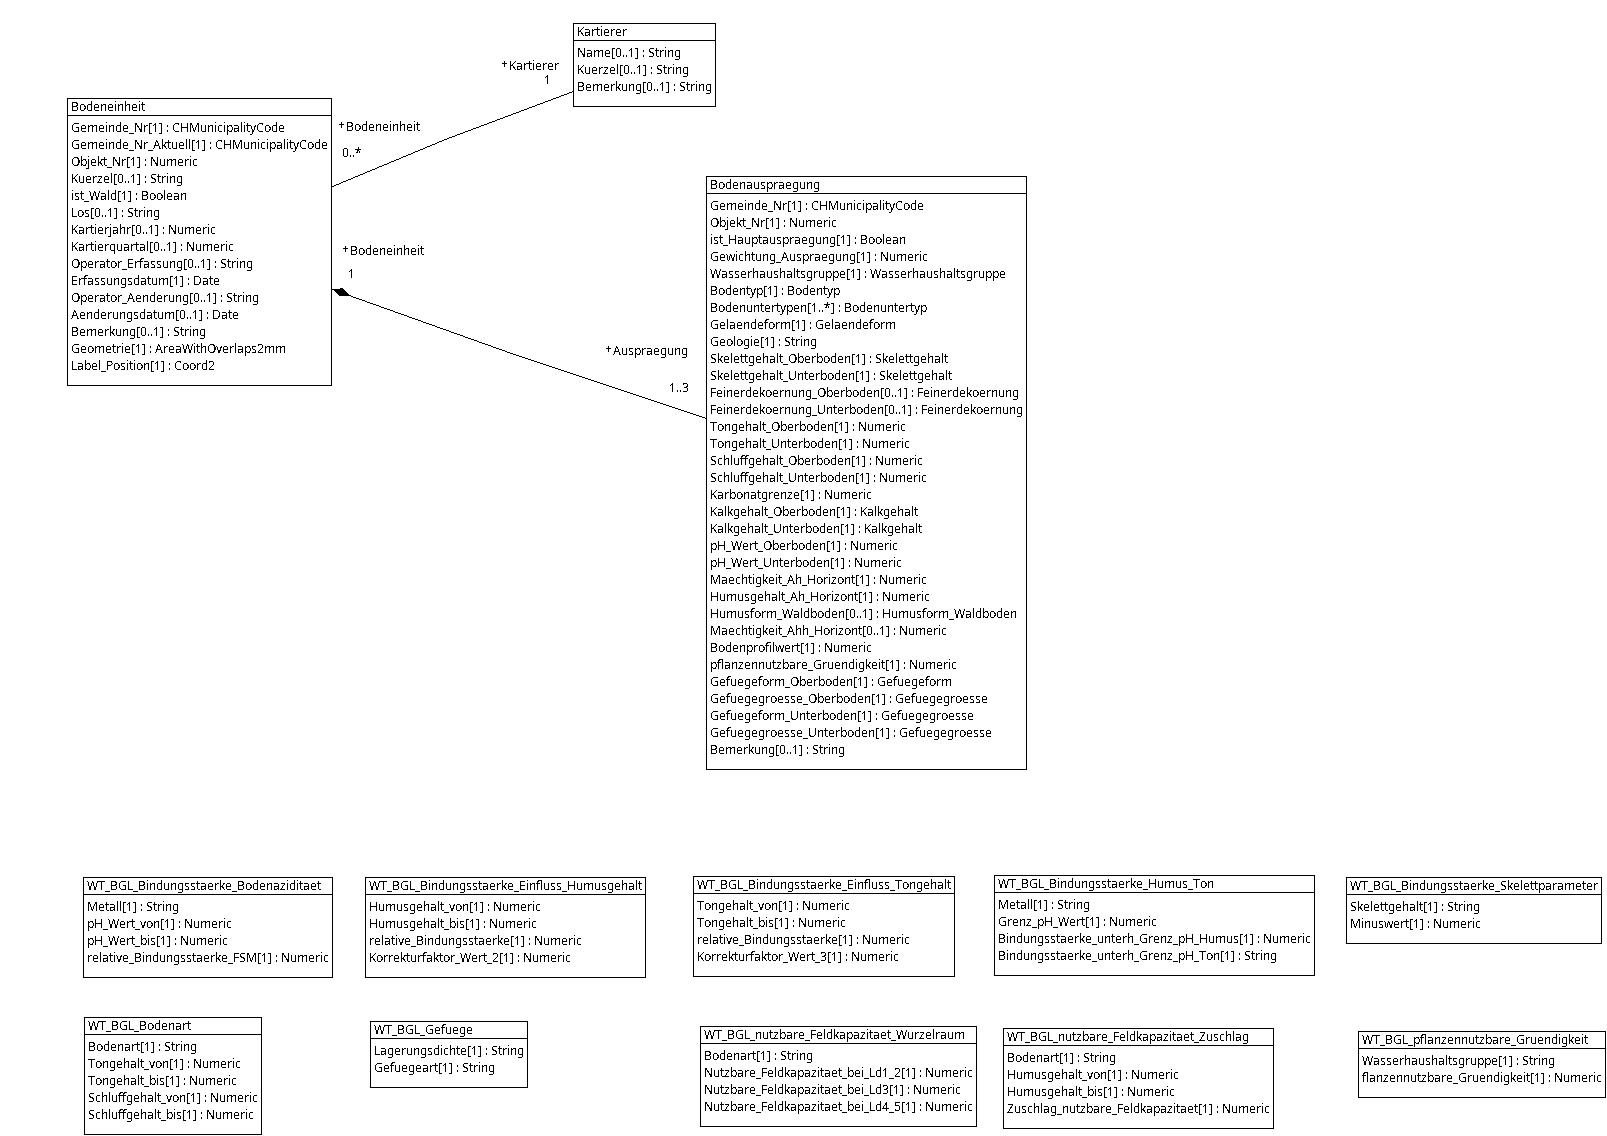 Kartierer
Name[0..1] : String
Kuerzel[0..1] : String
Bemerkung[0..1] : String
+Kartierer
1
Bodeneinheit
Gemeinde_Nr[1] : CHMunicipalityCode
Gemeinde_Nr_Aktuell[1] : CHMunicipalityCode
Objekt_Nr[1] : Numeric
Kuerzel[0..1] : String
ist_Wald[1] : Boolean
Los[0..1] : String
Kartierjahr[0..1] : Numeric
Kartierquartal[0..1] : Numeric
Operator_Erfassung[0..1] : String
Erfassungsdatum[1] : Date
Operator_Aenderung[0..1] : String
Aenderungsdatum[0..1] : Date
Bemerkung[0..1] : String
Geometrie[1] : AreaWithOverlaps2mm
Label_Position[1] : Coord2
+Bodeneinheit
0..*
+Bodeneinheit
1
+Auspraegung
1..3
Bodenauspraegung
Gemeinde_Nr[1] : CHMunicipalityCode
Objekt_Nr[1] : Numeric
ist_Hauptauspraegung[1] : Boolean
Gewichtung_Auspraegung[1] : Numeric
Wasserhaushaltsgruppe[1] : Wasserhaushaltsgruppe
Bodentyp[1] : Bodentyp
Bodenuntertypen[1..*] : Bodenuntertyp
Gelaendeform[1] : Gelaendeform
Geologie[1] : String
Skelettgehalt_Oberboden[1] : Skelettgehalt
Skelettgehalt_Unterboden[1] : Skelettgehalt
Feinerdekoernung_Oberboden[0..1] : Feinerdekoernung
Feinerdekoernung_Unterboden[0..1] : Feinerdekoernung
Tongehalt_Oberboden[1] : Numeric
Tongehalt_Unterboden[1] : Numeric
Schluffgehalt_Oberboden[1] : Numeric
Schluffgehalt_Unterboden[1] : Numeric
Karbonatgrenze[1] : Numeric
Kalkgehalt_Oberboden[1] : Kalkgehalt
Kalkgehalt_Unterboden[1] : Kalkgehalt
pH_Wert_Oberboden[1] : Numeric
pH_Wert_Unterboden[1] : Numeric
Maechtigkeit_Ah_Horizont[1] : Numeric
Humusgehalt_Ah_Horizont[1] : Numeric
Humusform_Waldboden[0..1] : Humusform_Waldboden
Maechtigkeit_Ahh_Horizont[0..1] : Numeric
Bodenprofilwert[1] : Numeric
pflanzennutzbare_Gruendigkeit[1] : Numeric
Gefuegeform_Oberboden[1] : Gefuegeform
Gefuegegroesse_Oberboden[1] : Gefuegegroesse
Gefuegeform_Unterboden[1] : Gefuegegroesse
Gefuegegroesse_Unterboden[1] : Gefuegegroesse
Bemerkung[0..1] : String
WT_BGL_Bindungsstaerke_Bodenaziditaet
Metall[1] : String
pH_Wert_von[1] : Numeric
pH_Wert_bis[1] : Numeric
relative_Bindungsstaerke_FSM[1] : Numeric
WT_BGL_Bindungsstaerke_Einfluss_Humusgehalt
Humusgehalt_von[1] : Numeric
Humusgehalt_bis[1] : Numeric
relative_Bindungsstaerke[1] : Numeric
Korrekturfaktor_Wert_2[1] : Numeric
WT_BGL_Bindungsstaerke_Einfluss_Tongehalt
Tongehalt_von[1] : Numeric
Tongehalt_bis[1] : Numeric
relative_Bindungsstaerke[1] : Numeric
Korrekturfaktor_Wert_3[1] : Numeric
WT_BGL_Bindungsstaerke_Humus_Ton
Metall[1] : String
Grenz_pH_Wert[1] : Numeric
Bindungsstaerke_unterh_Grenz_pH_Humus[1] : Numeric
Bindungsstaerke_unterh_Grenz_pH_Ton[1] : String
WT_BGL_Bindungsstaerke_Skelettparameter
Skelettgehalt[1] : String
Minuswert[1] : Numeric
WT_BGL_Bodenart
Bodenart[1] : String
Tongehalt_von[1] : Numeric
Tongehalt_bis[1] : Numeric
Schluffgehalt_von[1] : Numeric
Schluffgehalt_bis[1] : Numeric
WT_BGL_Gefuege
Lagerungsdichte[1] : String
Gefuegeart[1] : String
WT_BGL_nutzbare_Feldkapazitaet_Wurzelraum
Bodenart[1] : String
Nutzbare_Feldkapazitaet_bei_Ld1_2[1] : Numeric
Nutzbare_Feldkapazitaet_bei_Ld3[1] : Numeric
Nutzbare_Feldkapazitaet_bei_Ld4_5[1] : Numeric
WT_BGL_nutzbare_Feldkapazitaet_Zuschlag
Bodenart[1] : String
Humusgehalt_von[1] : Numeric
Humusgehalt_bis[1] : Numeric
Zuschlag_nutzbare_Feldkapazitaet[1] : Numeric
WT_BGL_pflanzennutzbare_Gruendigkeit
Wasserhaushaltsgruppe[1] : String
flanzennutzbare_Gruendigkeit[1] : Numeric